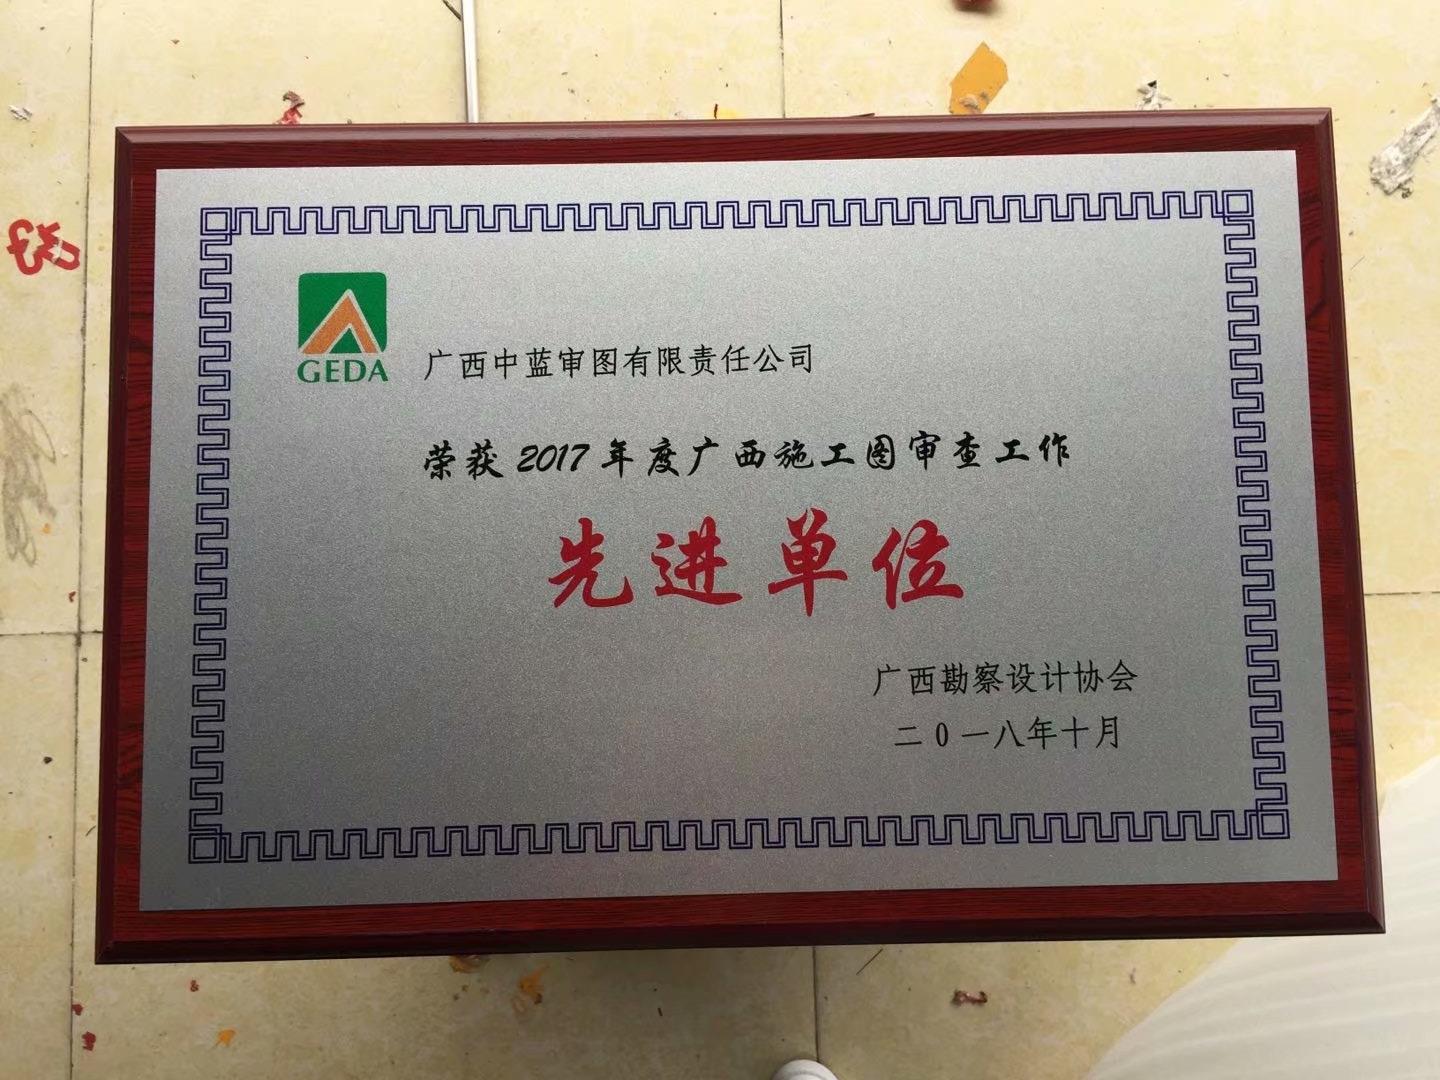 GEDA
广西中蓝审图有限责任公司
荣获2017年度广西施工图审查工作
先进单位
广西勘察设计协会
二0一八年十月